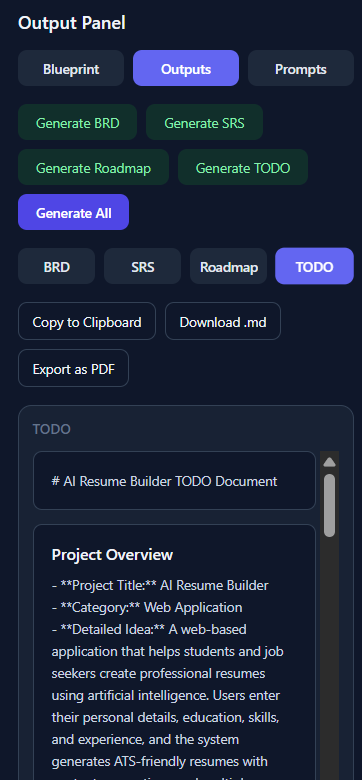 Output Panel
Blueprint Outputs Prompts
Generate BRD Generate SRS
Generate Roadmap Generate TODO
Generate All
BRD SRS Roadmap TODO
Copy to Clipboard Download .md
Export as PDF
TODO
# AI Resume Builder TODO Document
Project Overview
- **Project Title:** AI Resume Builder
- **Category:** Web Application
- **Detailed Idea:** A web-based
application that helps students and job
seekers create professional resumes
using artificial intelligence. Users enter
their personal details, education, skills,
and experience, and the system
generates ATS-friendly resumes with